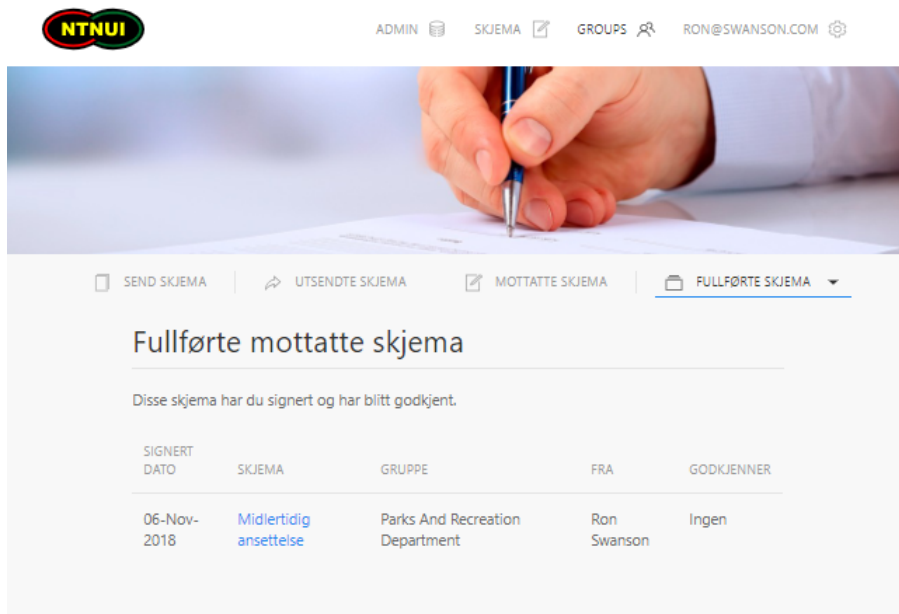 NTNUI
ADMIN SKJEMA GROUPS RON@SWANSON.COM
SEND SKJEMA UTSENDTE SKJEMA MOTTATTE SKJEMA FULLFØRTE SKJEMA
Fullførte mottatte skjema
Disse skjema har du signert og har blitt godkjent.
SIGNERT
DATO SKJEMA GRUPPE FRA GODKJENNER
06-Nov- Midlertidig Parks And Recreation Ron Ingen
2018 ansettelse Department Swanson